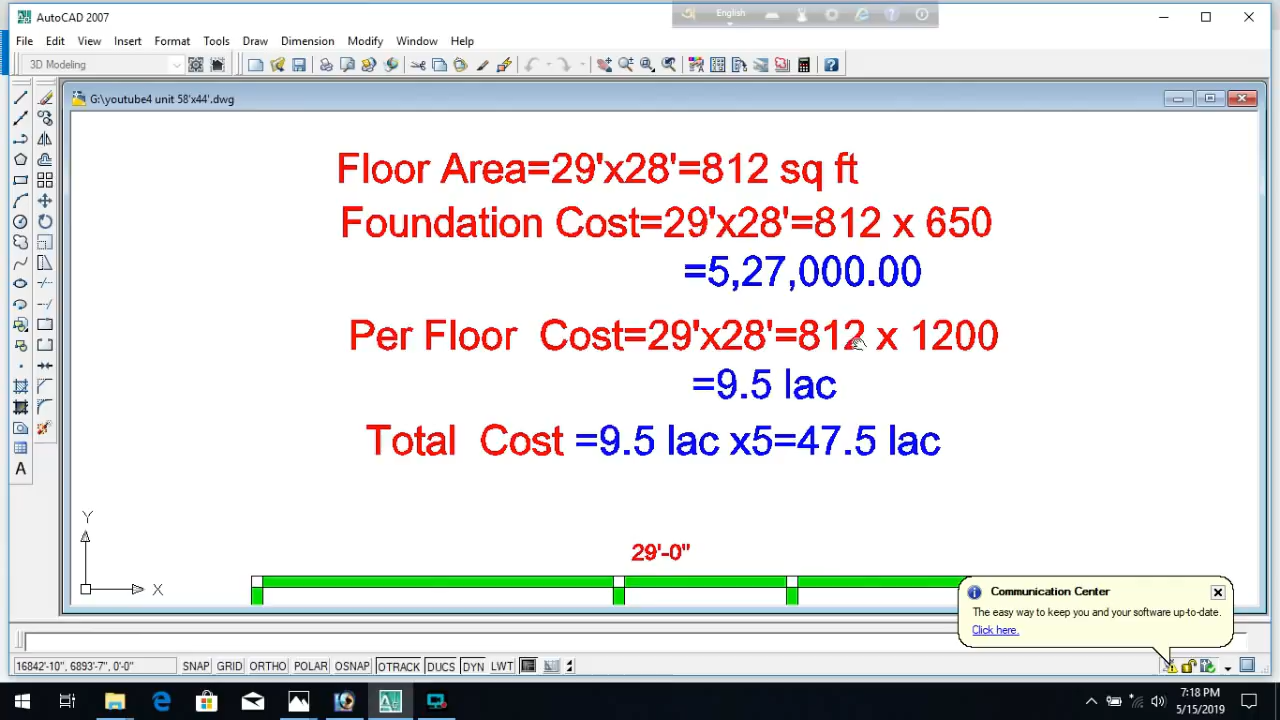 AutoCAD 2007
English
File Edit View Insert Format Tools Draw Dimension Modify Window Help
3D Modeling
G:\youtube4 unit 58'x44'.dwg
Floor Area=29'x28'=812 sq ft
Foundation Cost=29'x28'=812 x 650
=5,27,000.00
Per Floor Cost=29'x28'=812 x 1200
=9.5 lac
Total Cost =9.5 lac x5=47.5 lac
29'-0"
Y
X
A
Communication Center
The easy way to keep you and your software up-to-date.
Click here.
16842'-10", 6893'-7", 0'-0" SNAP GRID ORTHO POLAR OSNAP OTRACK DUCS DYN LWT
7:18 PM
5/15/2019